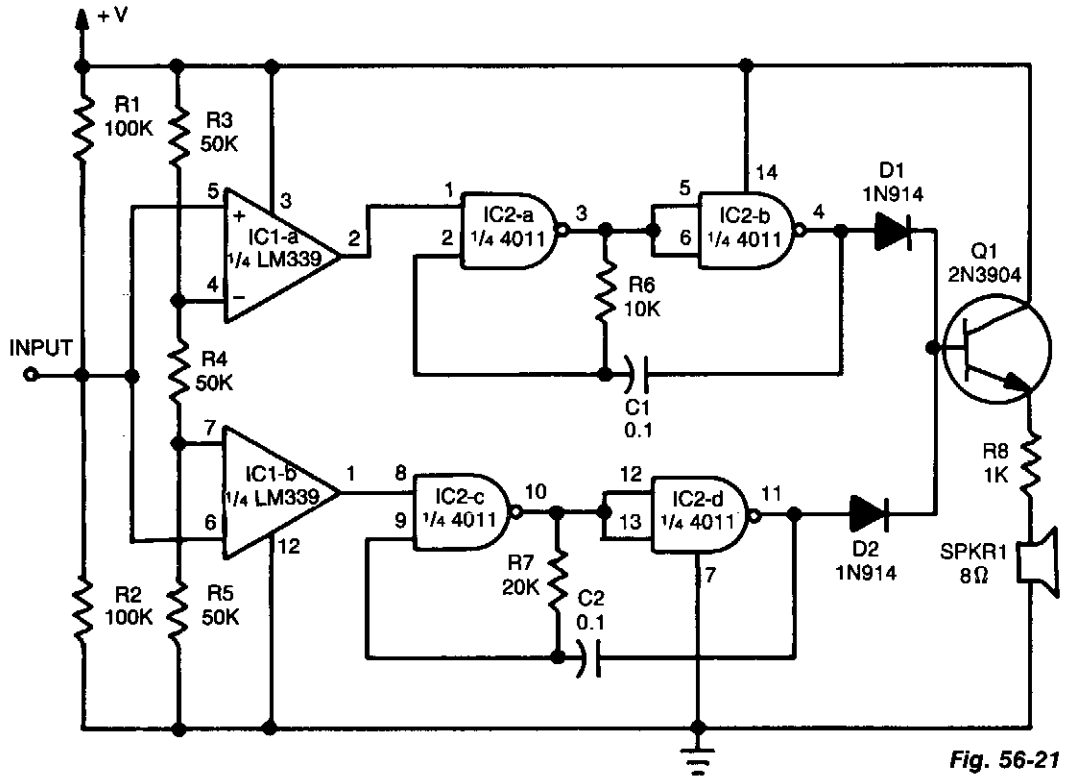 +V
R1
100K
R3
50K
5
+
3
IC1-a
1/4 LM339
2
4
−
1
2
IC2-a
1/4 4011
3
R6
10K
14
5
6
IC2-b
1/4 4011
4
D1
1N914
Q1
2N3904
INPUT
R4
50K
C1
0.1
7
IC1-b
1/4 LM339
1
6
12
8
9
IC2-c
1/4 4011
10
12
13
IC2-d
1/4 4011
11
7
D2
1N914
R8
1K
SPKR1
8Ω
R2
100K
R5
50K
R7
20K
C2
0.1
Fig. 56-21